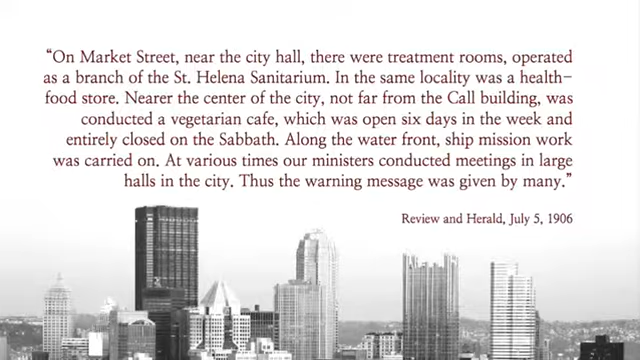 “On Market Street, near the city hall, there were treatment rooms, operated
as a branch of the St. Helena Sanitarium. In the same locality was a health-
food store. Nearer the center of the city, not far from the Call building, was
conducted a vegetarian cafe, which was open six days in the week and
entirely closed on the Sabbath. Along the water front, ship mission work
was carried on. At various times our ministers conducted meetings in large
halls in the city. Thus the warning message was given by many.”
Review and Herald, July 5, 1906